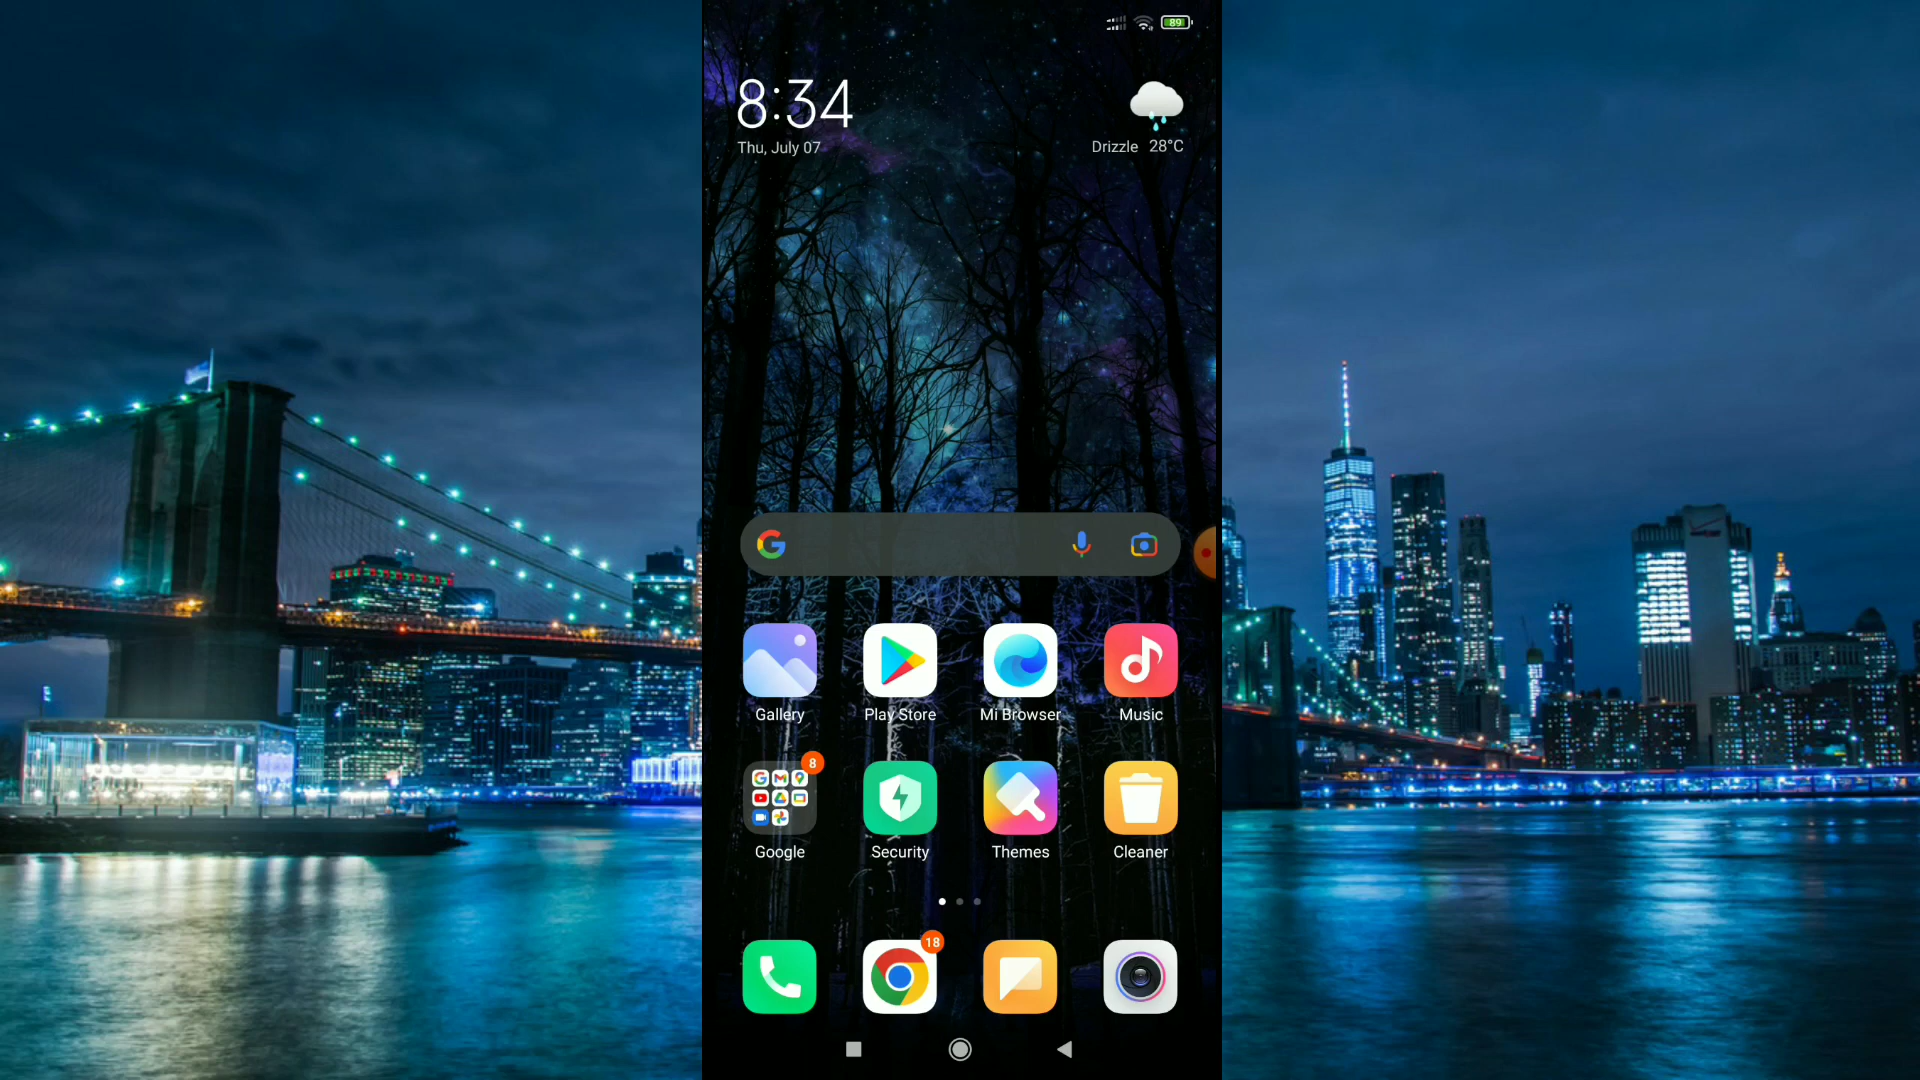 89
8:34
Thu, July 07
Drizzle 28°C
Gallery
Play Store
Mi Browser
Music
8
Google
Security
Themes
Cleaner
18